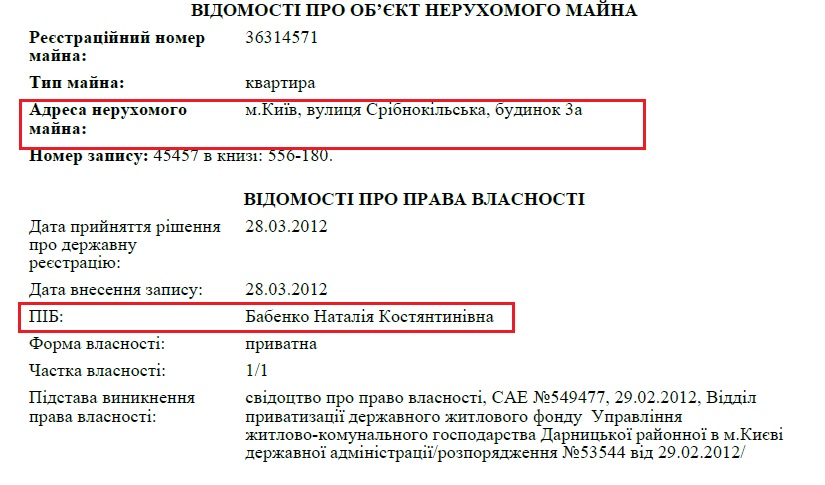 ВІДОМОСТІ ПРО ОБ’ЄКТ НЕРУХОМОГО МАЙНА
Реєстраційний номер майна: 36314571
Тип майна: квартира
Адреса нерухомого майна: м.Київ, вулиця Срібнокільська, будинок 3а
Номер запису: 45457 в книзі: 556-180.
ВІДОМОСТІ ПРО ПРАВА ВЛАСНОСТІ
Дата прийняття рішення про державну реєстрацію: 28.03.2012
Дата внесення запису: 28.03.2012
ПІБ: Бабенко Наталія Костянтинівна
Форма власності: приватна
Частка власності: 1/1
Підстава виникнення права власності: свідоцтво про право власності, САЕ №549477, 29.02.2012, Відділ
приватизації державного житлового фонду Управління
житлово-комунального господарства Дарницької районної в м.Києві
державної адміністрації/розпорядження №53544 від 29.02.2012/